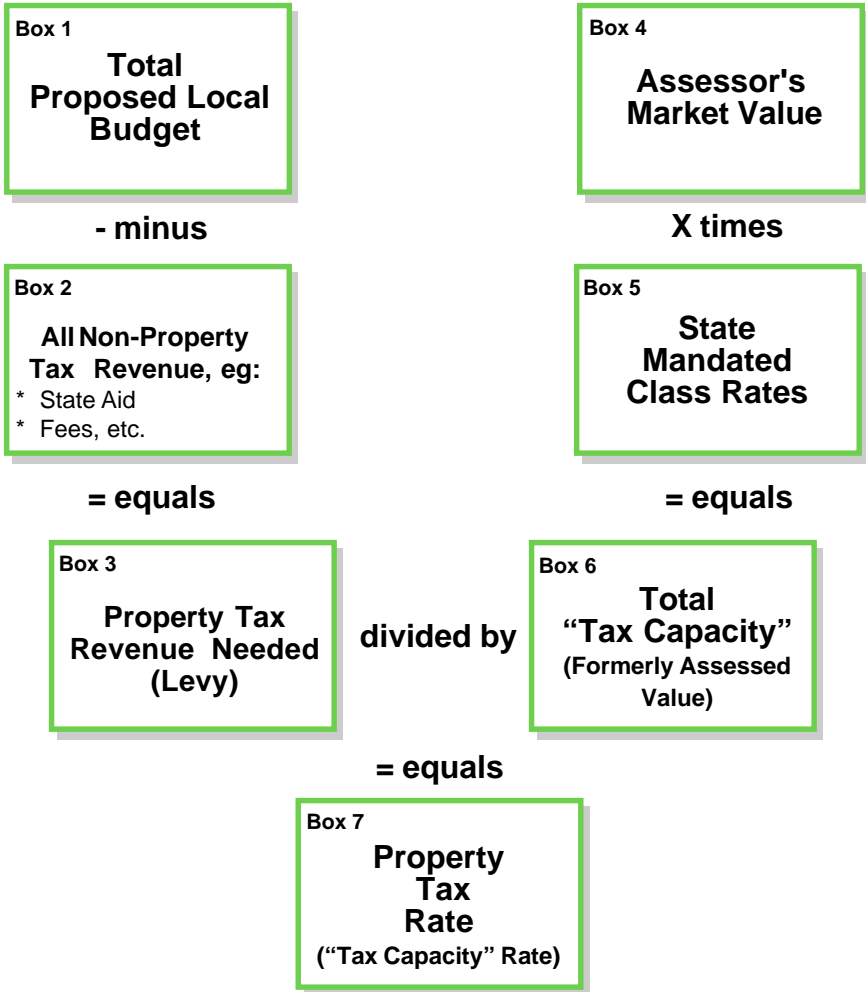 Box 1
Total
Proposed Local
Budget
- minus
Box 2
All Non-Property
Tax Revenue, eg:
* State Aid
* Fees, etc.
= equals
Box 3
Property Tax
Revenue Needed
(Levy)
divided by
Box 4
Assessor's
Market Value
X times
Box 5
State
Mandated
Class Rates
= equals
Box 6
Total
“Tax Capacity”
(Formerly Assessed
Value)
= equals
Box 7
Property
Tax
Rate
(“Tax Capacity” Rate)